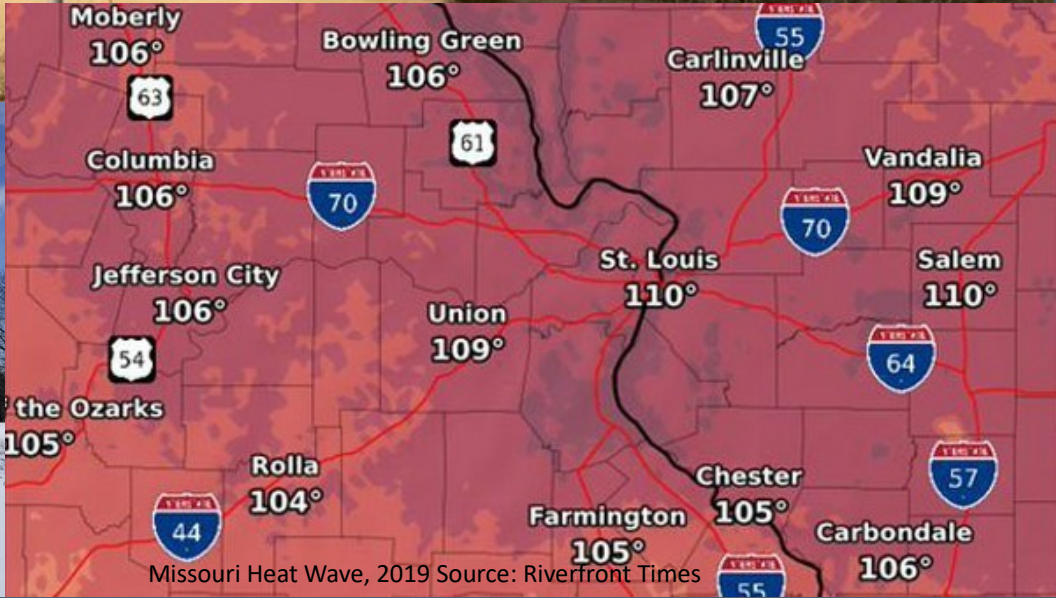 Moberly
106°
63
Bowling Green
106°
55
Carlinville
107°
61
Columbia
106°
70
Vandalia
109°
70
Jefferson City
106°
St. Louis
110°
Salem
110°
Union
109°
54
64
the Ozarks
105°
Rolla
104°
Chester
105°
57
44
Farmington
105°
Carbondale
106°
Missouri Heat Wave, 2019 Source: Riverfront Times
55